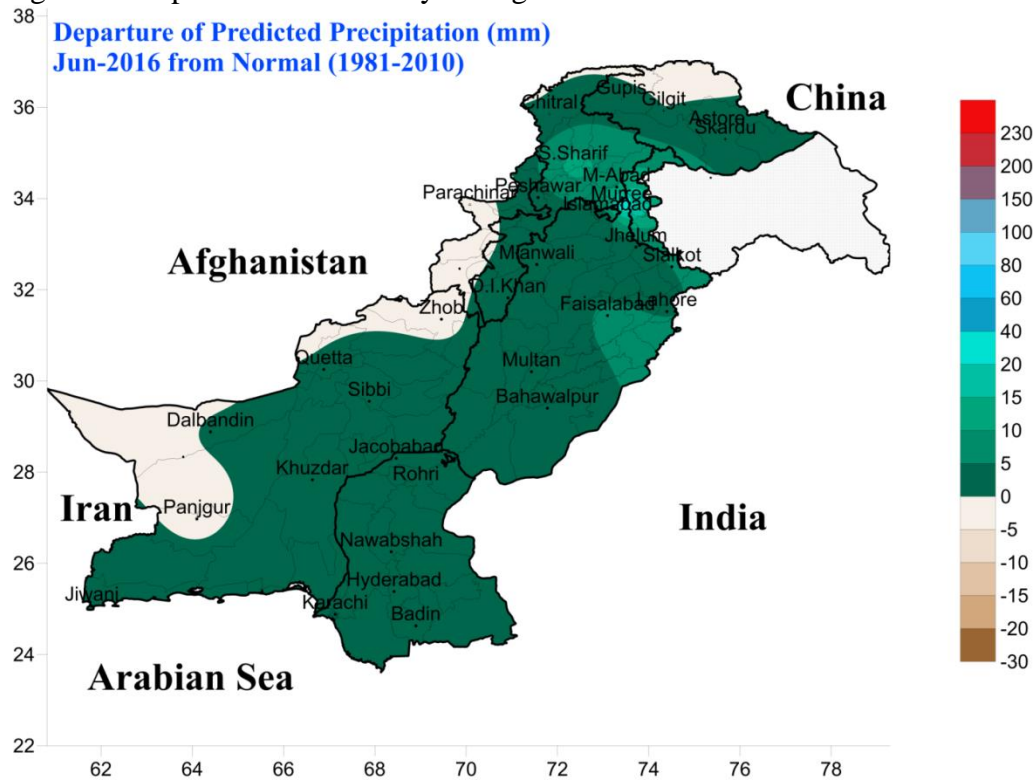 Departure of Predicted Precipitation (mm)
Jun-2016 from Normal (1981-2010)
38
36
34
32
30
28
26
24
22
62
64
66
68
70
72
74
76
78
China
Afghanistan
Iran
India
Arabian Sea
Gupis
Chitral
Gilgit
Astore
Skardu
S.Sharif
M-Abad
Peshawar
Parachinar
Murree
Islamabad
Jhelum
Mianwali
Sialkot
D.I.Khan
Zhob
Faisalabad
Lahore
Quetta
Multan
Sibbi
Bahawalpur
Dalbandin
Jacobabad
Khuzdar
Rohri
Panjgur
Nawabshah
Hyderabad
Jiwani
Karachi
Badin
230
200
150
100
80
60
40
20
15
10
5
0
-5
-10
-15
-20
-30